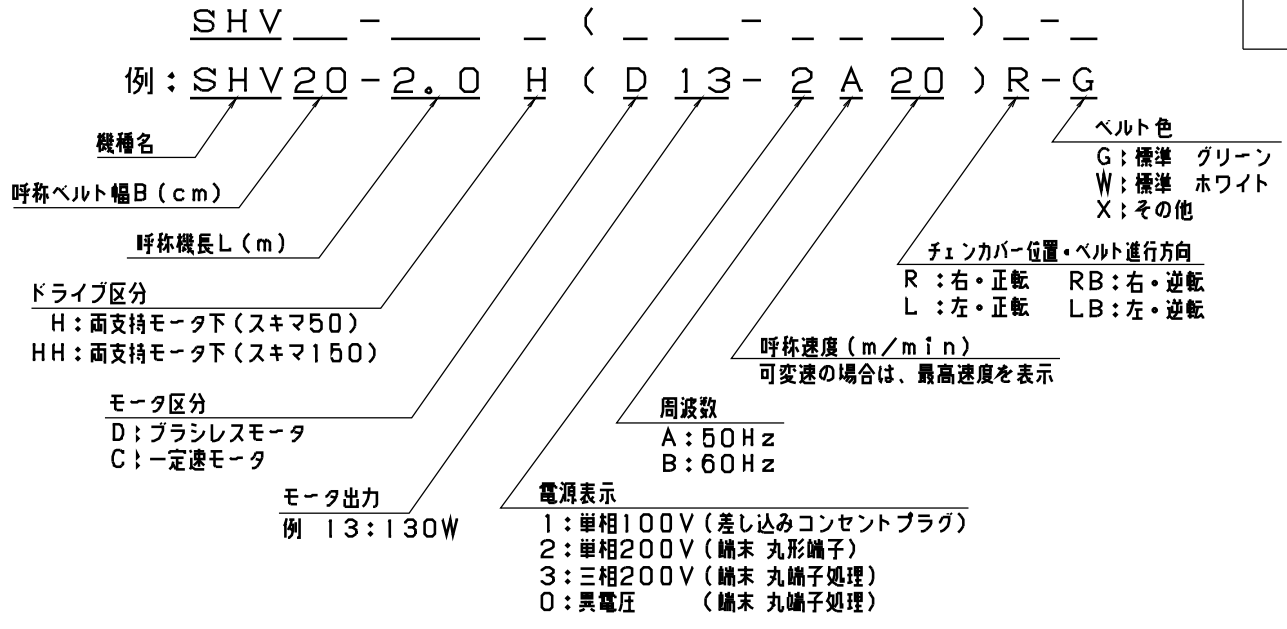 SHV __ - ____ _ ( _ __ - _ _ __ ) _ - _
例：SHV20-2.0 H (D 13-2 A 20) R-G
機種名
呼称ベルト幅B(cm)
呼称機長L(m)
ドライブ区分
H：両支持モータ下(スキマ50)
HH：両支持モータ下(スキマ150)
モータ区分
D：ブラシレスモータ
C：一定速モータ
モータ出力
例 13：130W
電源表示
1：単相100V(差し込みコンセントプラグ)
2：単相200V(端末 丸形端子)
3：三相200V(端末 丸端子処理)
0：異電圧 (端末 丸端子処理)
周波数
A：50Hz
B：60Hz
呼称速度(m/min)
可変速の場合は、最高速度を表示
チェンカバー位置・ベルト進行方向
R ：右・正転 RB：右・逆転
L ：左・正転 LB：左・逆転
ベルト色
G：標準 グリーン
W：標準 ホワイト
X：その他